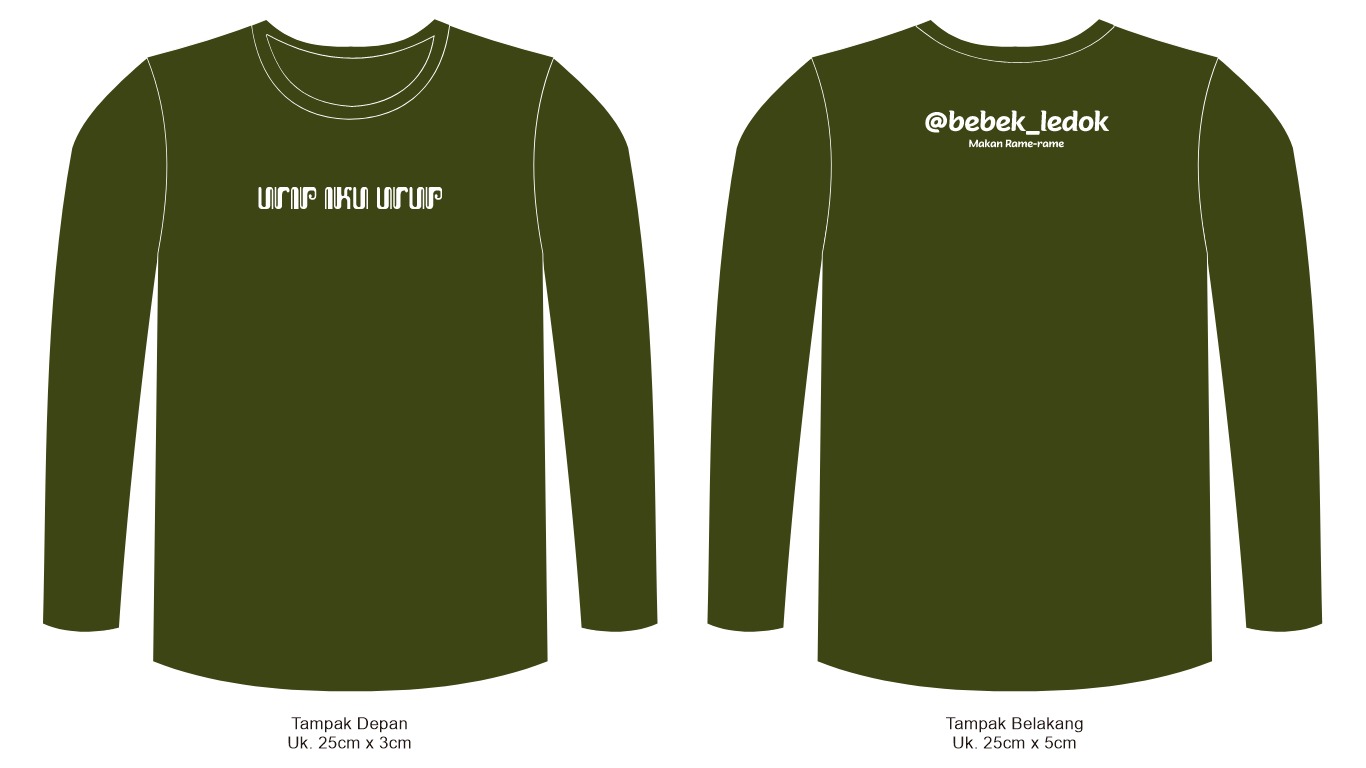 urip iku urup
@bebek_ledok
Makan Rame-rame
Tampak Depan
Uk. 25cm x 3cm
Tampak Belakang
Uk. 25cm x 5cm